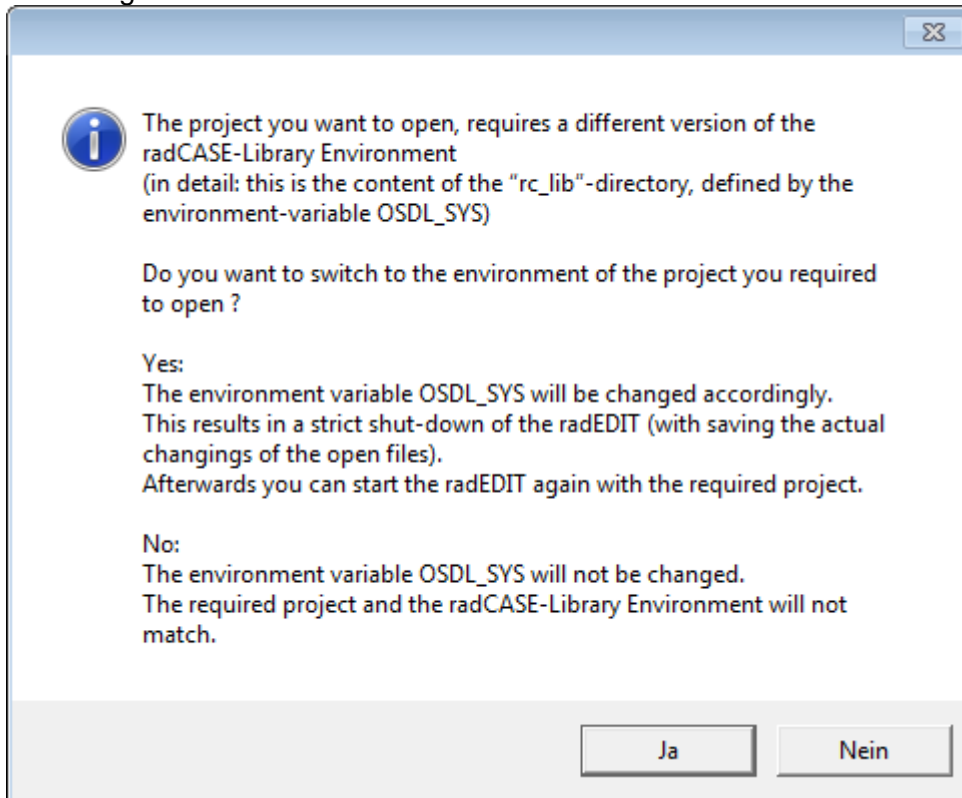 The project you want to open, requires a different version of the
radCASE-Library Environment
(in detail: this is the content of the “rc_lib“-directory, defined by the
environment-variable OSDL_SYS)
Do you want to switch to the environment of the project you required
to open ?
Yes:
The environment variable OSDL_SYS will be changed accordingly.
This results in a strict shut-down of the radEDIT (with saving the actual
changings of the open files).
Afterwards you can start the radEDIT again with the required project.
No:
The environment variable OSDL_SYS will not be changed.
The required project and the radCASE-Library Environment will not
match.
Ja
Nein